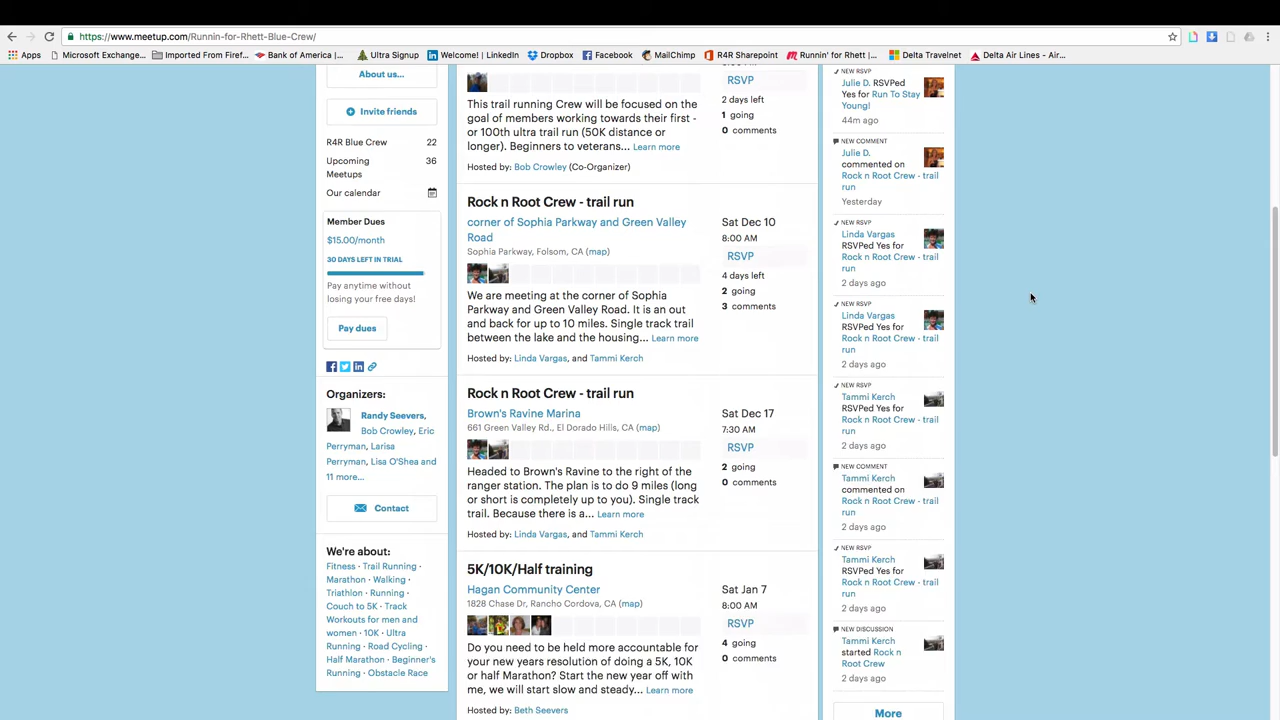 https://www.meetup.com/Runnin-for-Rhett-Blue-Crew/
Apps Microsoft Exchange... Imported From Firef... Bank of America |... Ultra Signup Welcome! | LinkedIn Dropbox Facebook MailChimp R4R Sharepoint Runnin' for Rhett |... Delta Travelnet Delta Air Lines - Air...
About us...
Invite friends
R4R Blue Crew 22
Upcoming 36
Meetups
Our calendar
Member Dues
$15.00/month
30 DAYS LEFT IN TRIAL
Pay anytime without
losing your free days!
Pay dues
Organizers:
Randy Seevers,
Bob Crowley, Eric
Perryman, Larisa
Perryman, Lisa O'Shea and
11 more...
Contact
We're about:
Fitness · Trail Running ·
Marathon · Walking ·
Triathlon · Running ·
Couch to 5K · Track
Workouts for men and
women · 10K · Ultra
Running · Road Cycling ·
Half Marathon · Beginner's
Running · Obstacle Race
RSVP
2 days left
1 going
0 comments
This trail running Crew will be focused on the
goal of members working towards their first -
or 100th ultra trail run (50K distance or
longer). Beginners to veterans... Learn more
Hosted by: Bob Crowley (Co-Organizer)
Rock n Root Crew - trail run
corner of Sophia Parkway and Green Valley
Road
Sophia Parkway, Folsom, CA (map)
Sat Dec 10
8:00 AM
RSVP
4 days left
2 going
3 comments
We are meeting at the corner of Sophia
Parkway and Green Valley Road. It is an out
and back for up to 10 miles. Single track trail
between the lake and the housing... Learn more
Hosted by: Linda Vargas, and Tammi Kerch
Rock n Root Crew - trail run
Brown's Ravine Marina
661 Green Valley Rd., El Dorado Hills, CA (map)
Sat Dec 17
7:30 AM
RSVP
2 going
0 comments
Headed to Brown's Ravine to the right of the
ranger station. The plan is to do 9 miles (long
or short is completely up to you). Single track
trail. Because there is a... Learn more
Hosted by: Linda Vargas, and Tammi Kerch
5K/10K/Half training
Hagan Community Center
1828 Chase Dr, Rancho Cordova, CA (map)
Sat Jan 7
8:00 AM
RSVP
4 going
0 comments
Do you need to be held more accountable for
your new years resolution of doing a 5K, 10K
or half Marathon? Start the new year off with
me, we will start slow and steady... Learn more
Hosted by: Beth Seevers
NEW RSVP
Julie D. RSVPed
Yes for Run To Stay
Young!
44m ago
NEW COMMENT
Julie D.
commented on
Rock n Root Crew - trail
run
Yesterday
NEW RSVP
Linda Vargas
RSVPed Yes for
Rock n Root Crew - trail
run
2 days ago
NEW RSVP
Linda Vargas
RSVPed Yes for
Rock n Root Crew - trail
run
2 days ago
NEW RSVP
Tammi Kerch
RSVPed Yes for
Rock n Root Crew - trail
run
2 days ago
NEW COMMENT
Tammi Kerch
commented on
Rock n Root Crew - trail
run
2 days ago
NEW RSVP
Tammi Kerch
RSVPed Yes for
Rock n Root Crew - trail
run
2 days ago
NEW DISCUSSION
Tammi Kerch
started Rock n
Root Crew
2 days ago
More